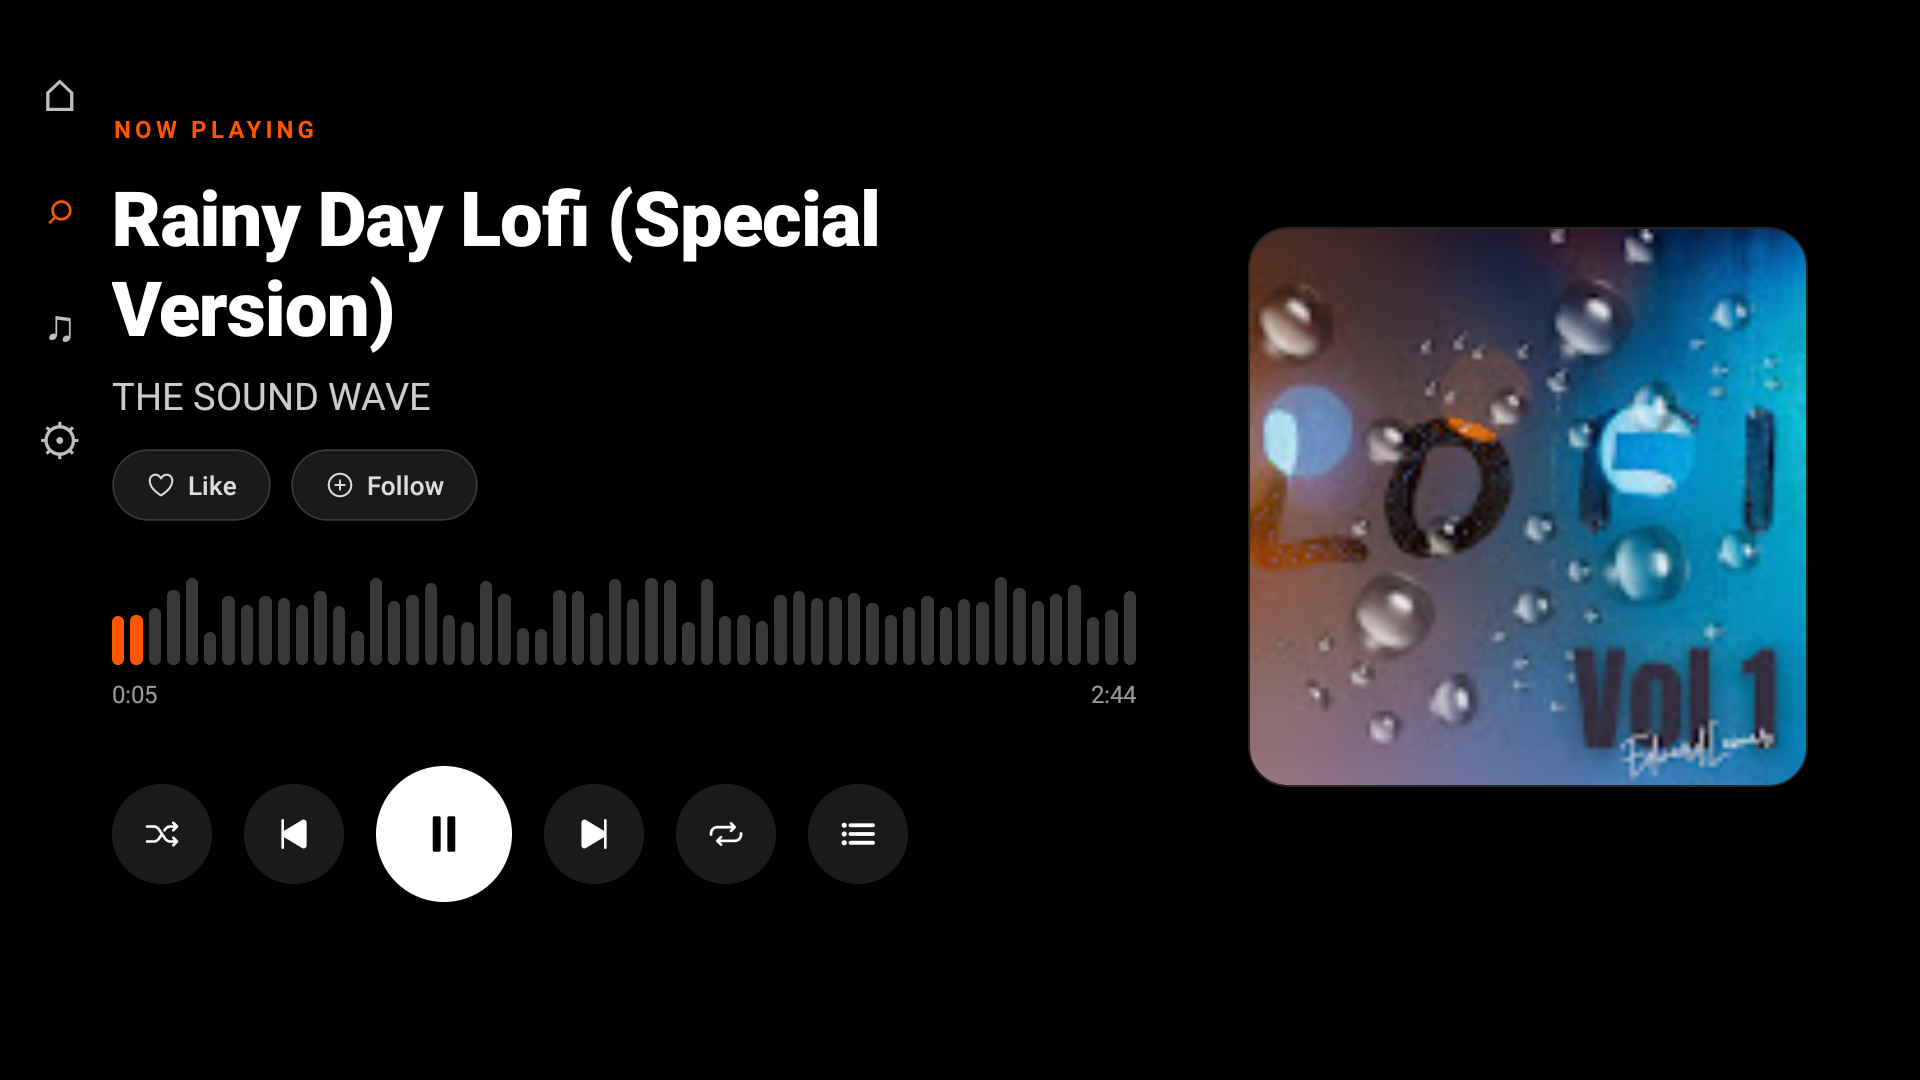 NOW PLAYING
Rainy Day Lofi (Special
Version)
THE SOUND WAVE
Like
Follow
0:05
2:44
LOFI
Vol 1